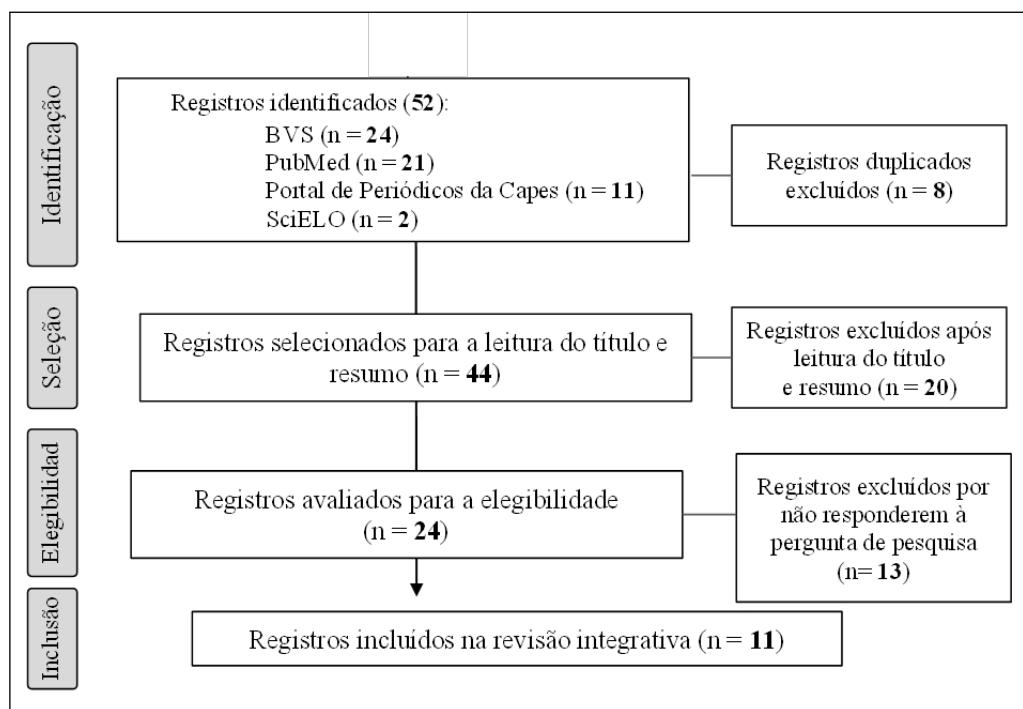 Identificação
Registros identificados (52):
BVS (n = 24)
PubMed (n = 21)
Portal de Periódicos da Capes (n = 11)
SciELO (n = 2)
Registros duplicados
excluídos (n = 8)
Seleção
Registros selecionados para a leitura do título e
resumo (n = 44)
Registros excluídos após
leitura do título
e resumo (n = 20)
Elegibilidad
Registros avaliados para a elegibilidade
(n = 24)
Registros excluídos por
não responderem à
pergunta de pesquisa
(n= 13)
Inclusão
Registros incluídos na revisão integrativa (n = 11)